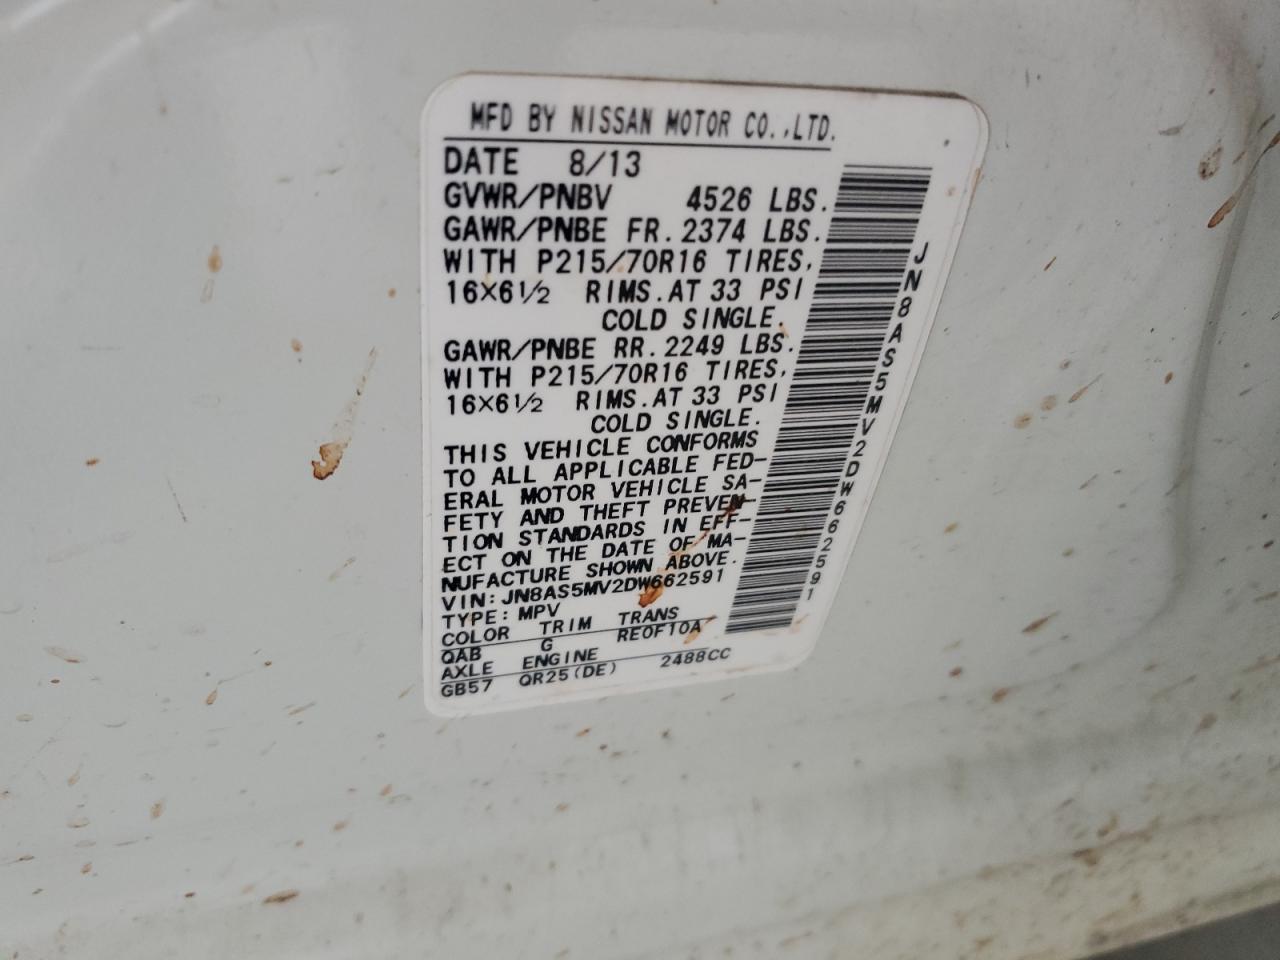 MFD BY NISSAN MOTOR CO.,LTD.
DATE 8/13
GVWR/PNBV 4526 LBS.
GAWR/PNBE FR. 2374 LBS.
WITH P215/70R16 TIRES,
16×6½ RIMS.AT 33 PSI
COLD SINGLE.
GAWR/PNBE RR. 2249 LBS.
WITH P215/70R16 TIRES,
16×6½ RIMS.AT 33 PSI
COLD SINGLE.
THIS VEHICLE CONFORMS
TO ALL APPLICABLE FED-
ERAL MOTOR VEHICLE SA-
FETY AND THEFT PREVEN-
TION STANDARDS IN EFF-
ECT ON THE DATE OF MA-
NUFACTURE SHOWN ABOVE.
VIN: JN8AS5MV2DW662591
TYPE: MPV
COLOR TRIM TRANS
QAB G RE0F10A
AXLE ENGINE
GB57 QR25(DE) 2488CC
JN8AS5MV2DW662591